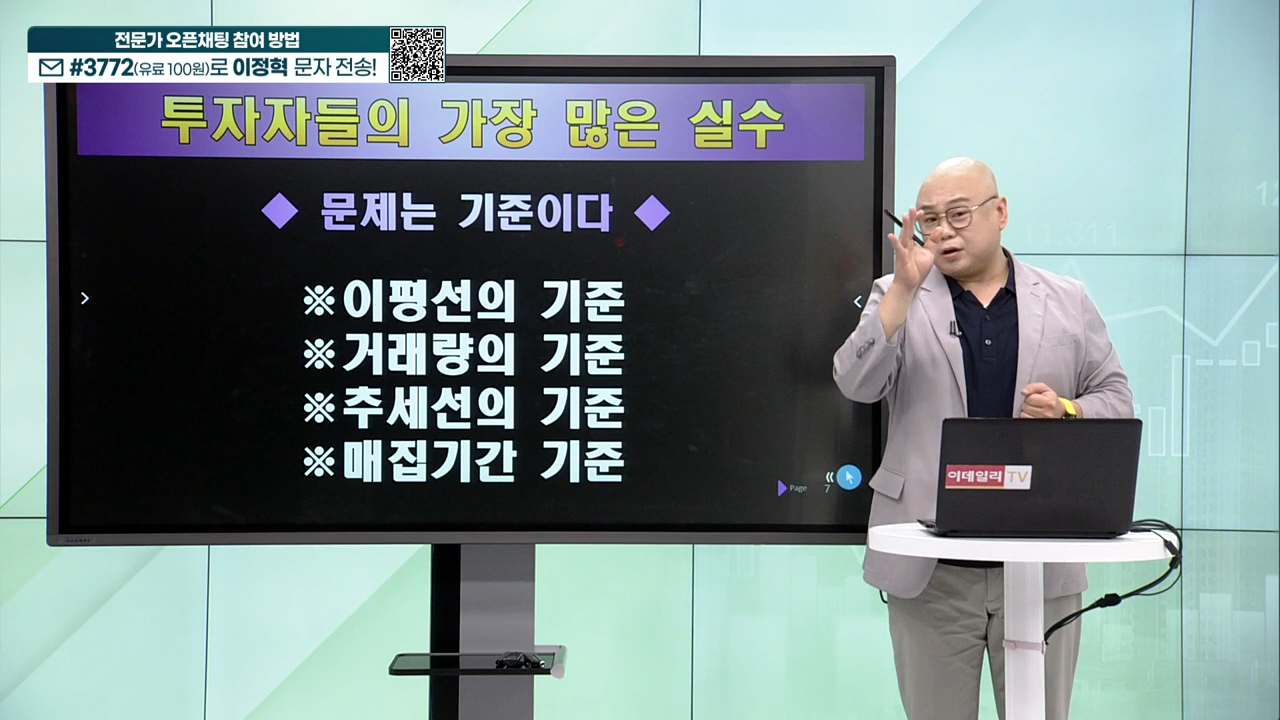 전문가 오픈채팅 참여 방법
#3772(유료 100원)로 이정혁 문자 전송!
투자자들의 가장 많은 실수
◆ 문제는 기준이다 ◆
※이평선의 기준
※거래량의 기준
※추세선의 기준
※매집기간 기준
Page 7
이데일리TV